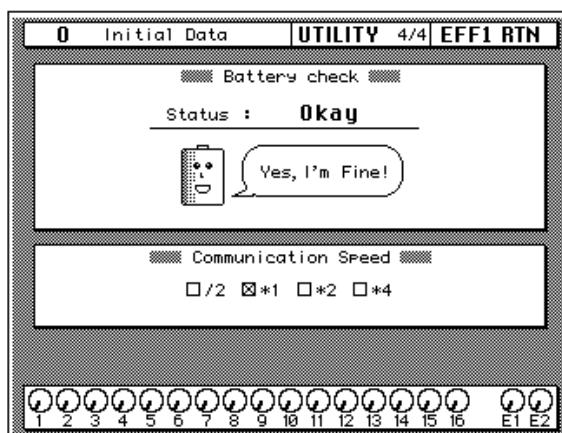 0 Initial Data UTILITY 4/4 EFF1 RTN
Battery check
Status : Okay
Yes, I'm Fine!
Communication Speed
/2 *1 *2 *4
1 2 3 4 5 6 7 8 9 10 11 12 13 14 15 16 E1 E2